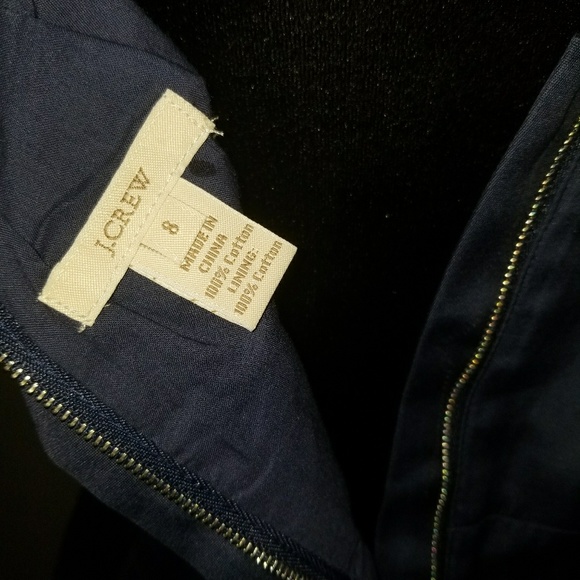 J.CREW
8
MADE IN
CHINA
100% Cotton
LINING:
100% Cotton